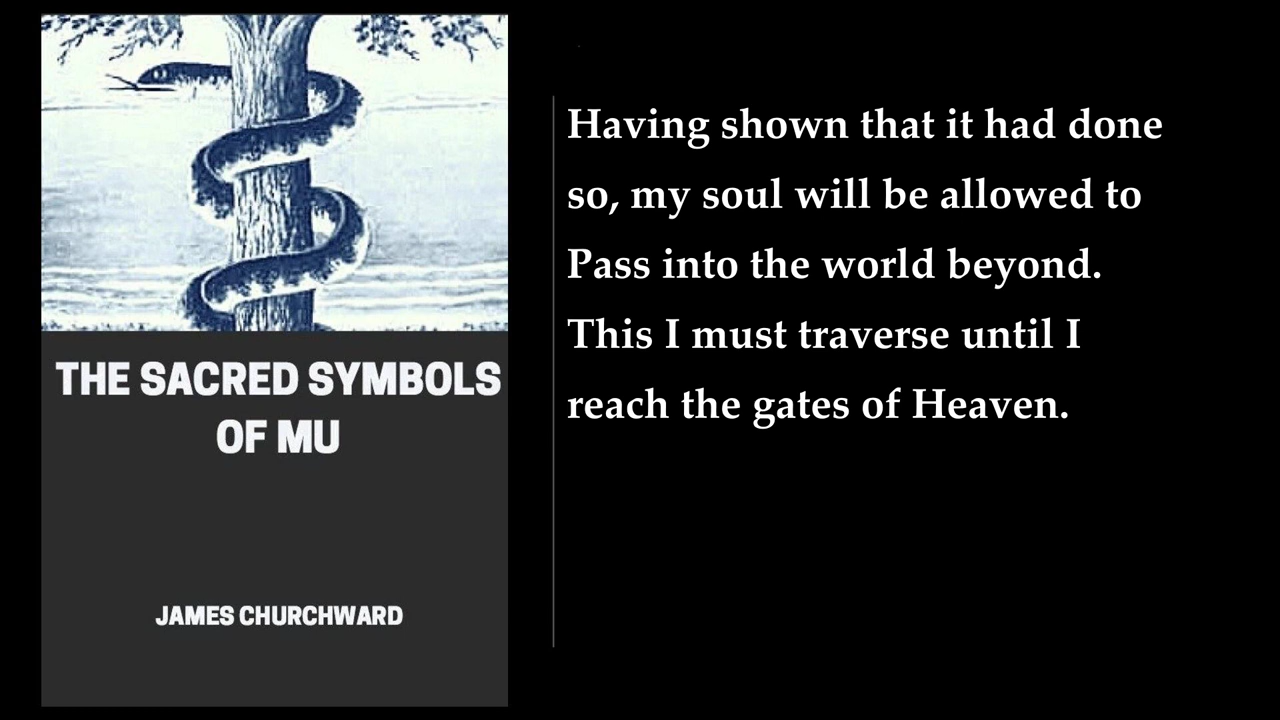 THE SACRED SYMBOLS
OF MU
JAMES CHURCHWARD
Having shown that it had done
so, my soul will be allowed to
Pass into the world beyond.
This I must traverse until I
reach the gates of Heaven.